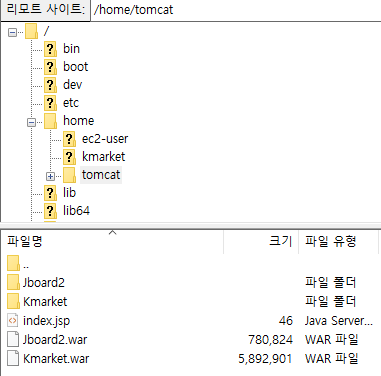 리모트 사이트: /home/tomcat
/
bin
boot
dev
etc
home
ec2-user
kmarket
tomcat
lib
lib64
파일명 크기 파일 유형
..
Jboard2 파일 폴더
Kmarket 파일 폴더
index.jsp 46 Java Server...
Jboard2.war 780,824 WAR 파일
Kmarket.war 5,892,901 WAR 파일